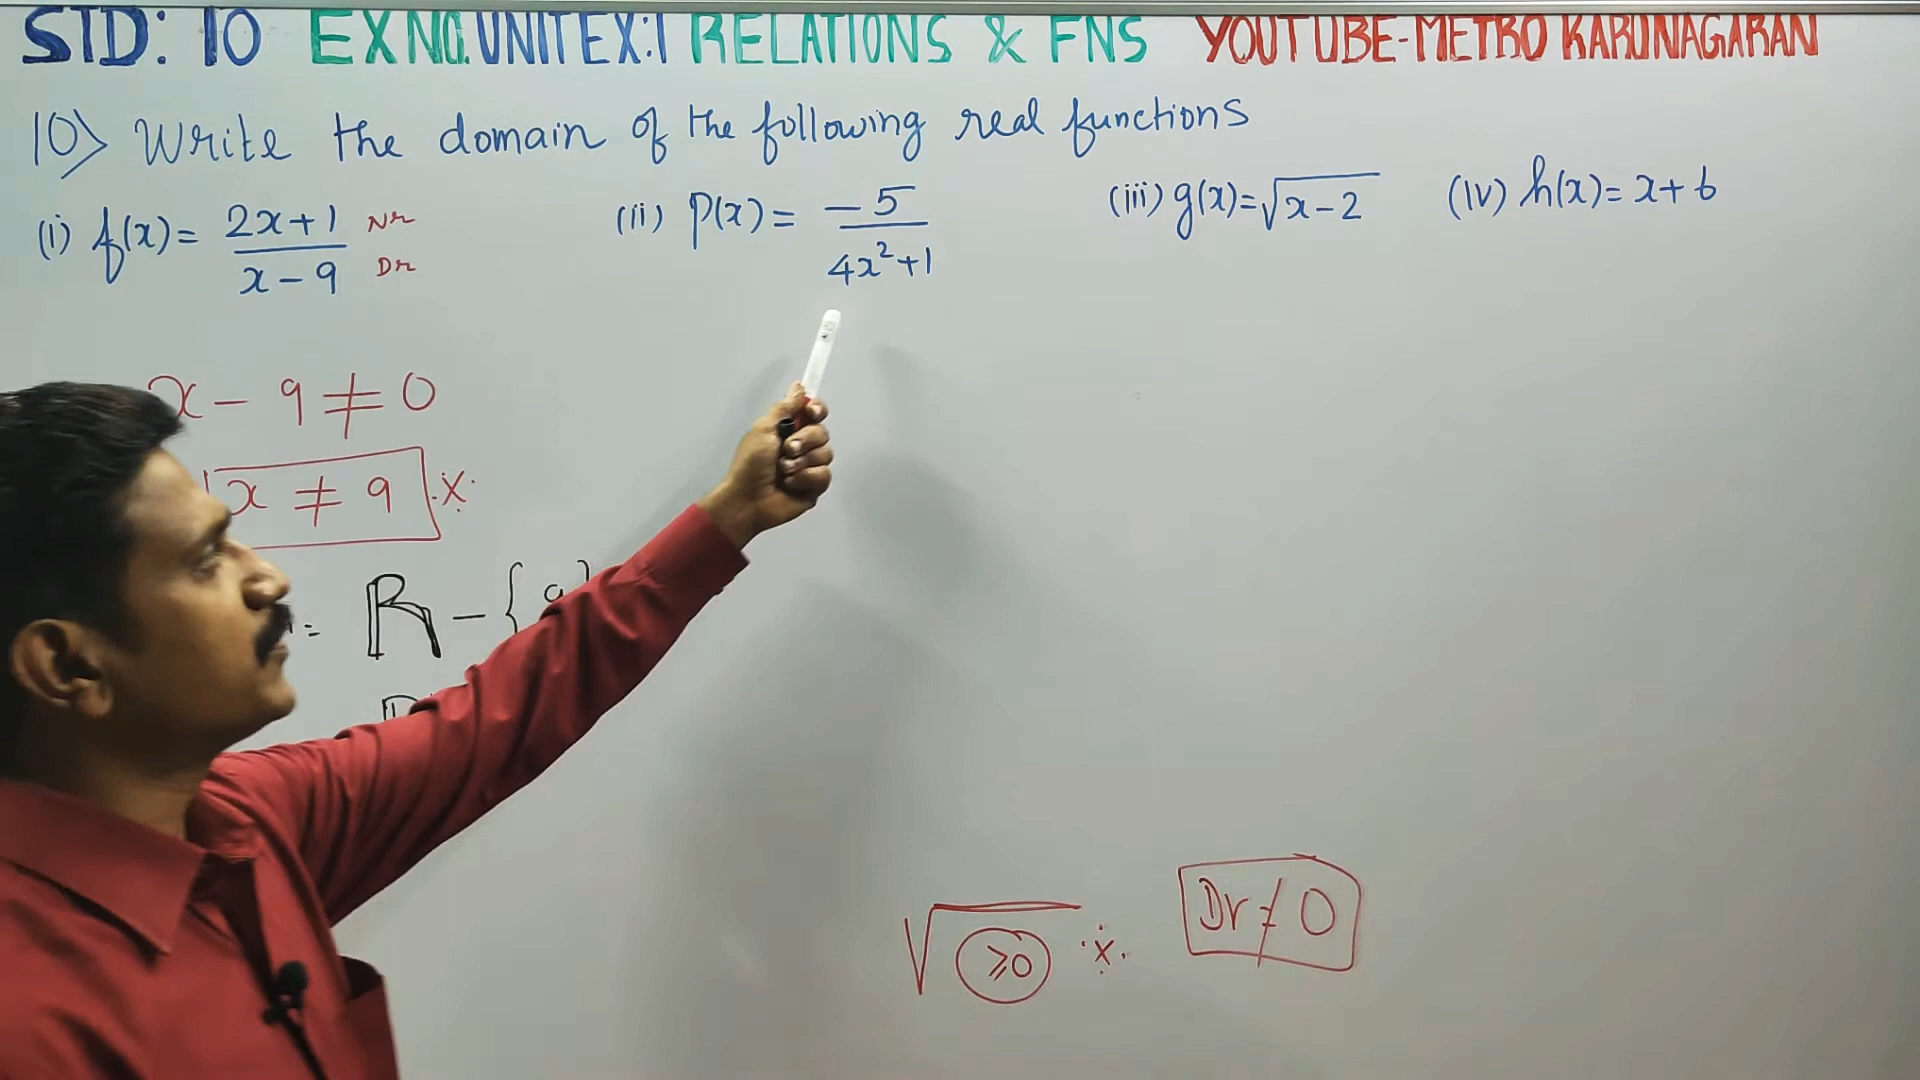 STD: 10 EX NO. UNIT EX:1 RELATIONS & FNS YOUTUBE-METRO KARUNAGARAN
10) Write the domain of the following real functions
(i) f(x) = 2x+1 / x-9 Nr Dr
(ii) p(x) = -5 / 4x²+1
(iii) g(x) = √x-2
(iv) h(x) = x+6
x - 9 ≠ 0
x ≠ 9 .x.
= R - {9}
√≥0 .x.
Dr ≠ 0